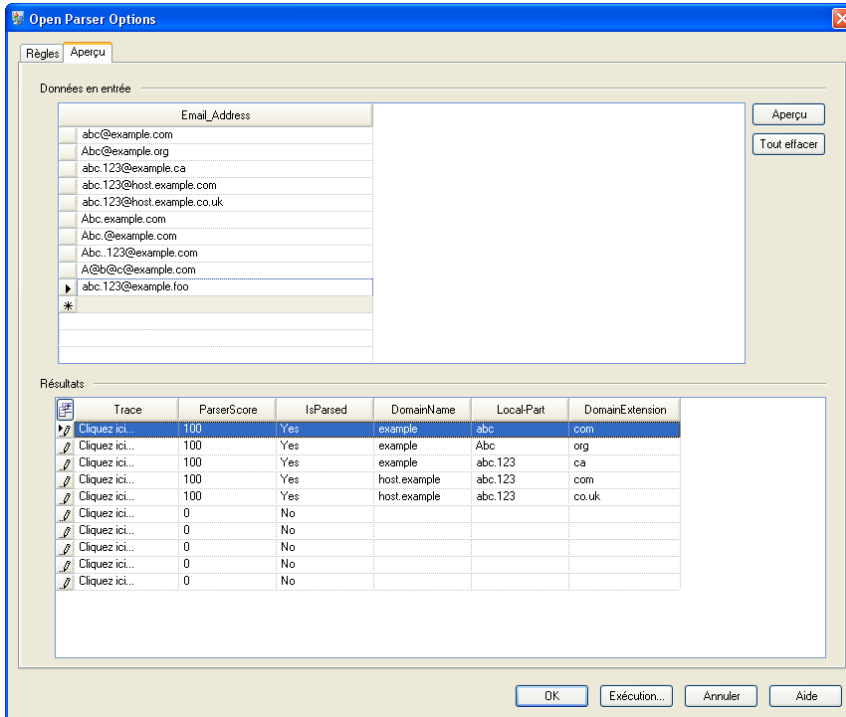 Open Parser Options
Règles Aperçu
Données en entrée
Email_Address
Aperçu
Tout effacer
abc@example.com
Abc@example.org
abc.123@example.ca
abc.123@host.example.com
abc.123@host.example.co.uk
Abc.example.com
Abc.@example.com
Abc..123@example.com
A@b@c@example.com
abc.123@example.foo
Résultats
Trace ParserScore IsParsed DomainName Local-Part DomainExtension
Cliquez ici... 100 Yes example abc com
Cliquez ici... 100 Yes example Abc org
Cliquez ici... 100 Yes example abc.123 ca
Cliquez ici... 100 Yes host.example abc.123 com
Cliquez ici... 100 Yes host.example abc.123 co.uk
Cliquez ici... 0 No
Cliquez ici... 0 No
Cliquez ici... 0 No
Cliquez ici... 0 No
Cliquez ici... 0 No
OK Exécution... Annuler Aide